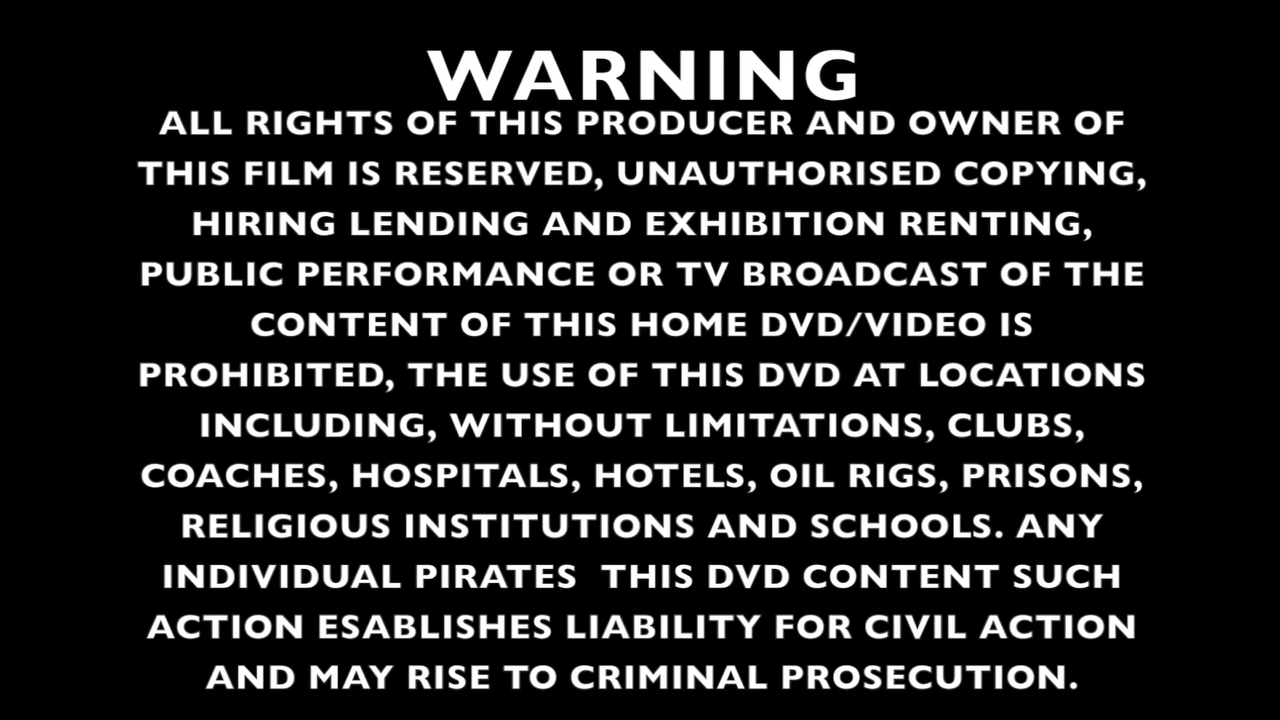 WARNING
ALL RIGHTS OF THIS PRODUCER AND OWNER OF
THIS FILM IS RESERVED, UNAUTHORISED COPYING,
HIRING LENDING AND EXHIBITION RENTING,
PUBLIC PERFORMANCE OR TV BROADCAST OF THE
CONTENT OF THIS HOME DVD/VIDEO IS
PROHIBITED, THE USE OF THIS DVD AT LOCATIONS
INCLUDING, WITHOUT LIMITATIONS, CLUBS,
COACHES, HOSPITALS, HOTELS, OIL RIGS, PRISONS,
RELIGIOUS INSTITUTIONS AND SCHOOLS. ANY
INDIVIDUAL PIRATES  THIS DVD CONTENT SUCH
ACTION ESABLISHES LIABILITY FOR CIVIL ACTION
AND MAY RISE TO CRIMINAL PROSECUTION.